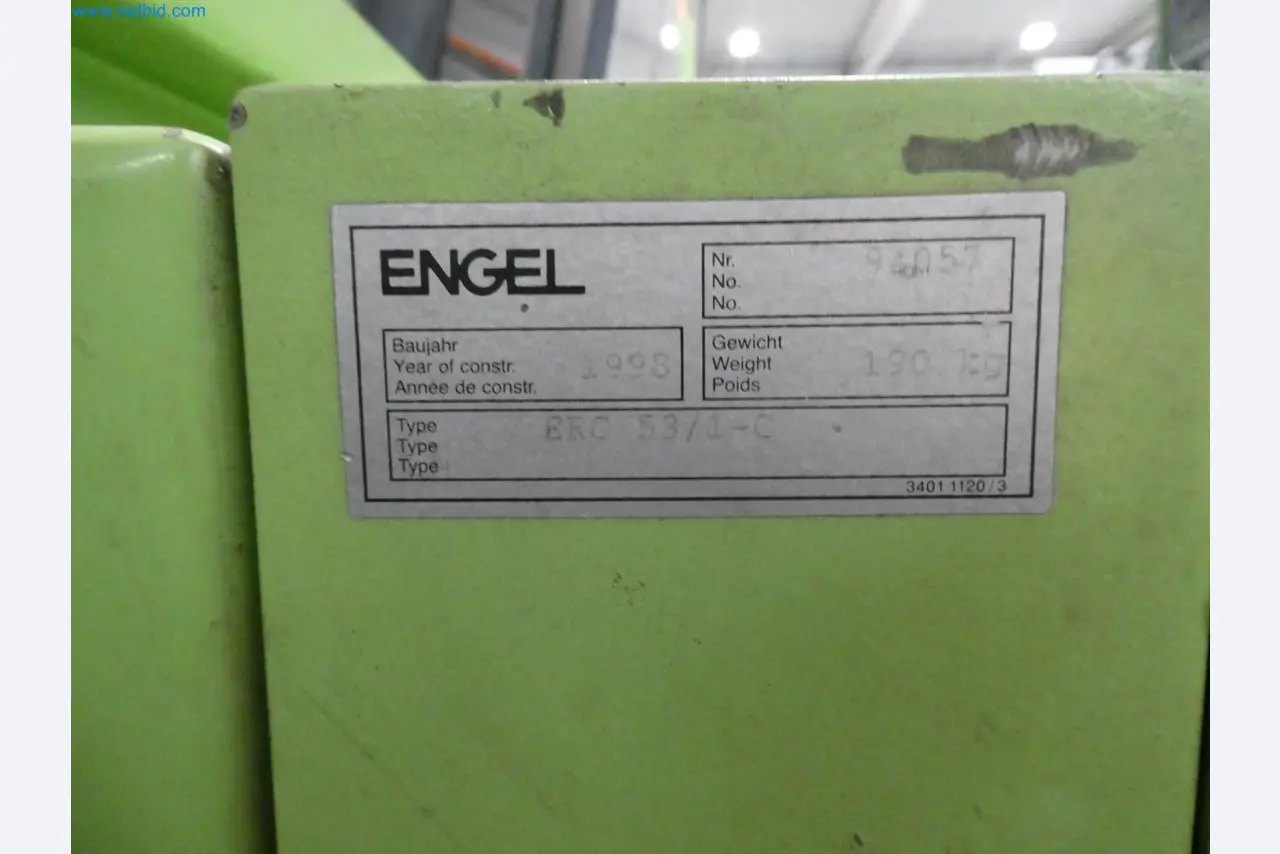 www.netbid.com
ENGEL
Nr. 94057
No.
No.
Baujahr
Year of constr. 1998
Année de constr.
Gewicht
Weight 190 kg
Poids
Type ERC 53/1-C
Type
Type
3401 1120/3